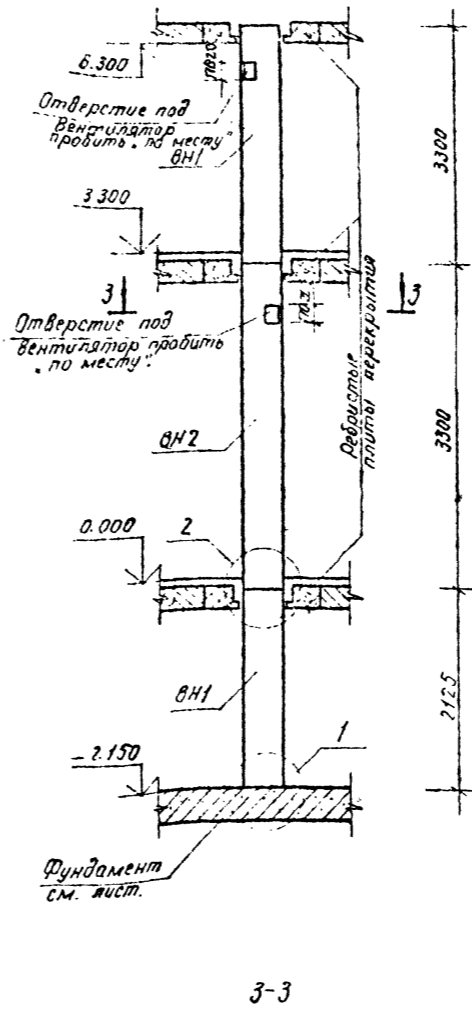 6.300
Отверстие под
вентилятор
пробить „по месту"
ВН1
3300
3.300
3
3
Отверстие под
вентилятор пробить
„по месту".
Ребристые
плиты перекрытия
ВН2
3300
0.000
2
ВН1
2125
-2.150
1
Фундамент
см. лист.
3-3